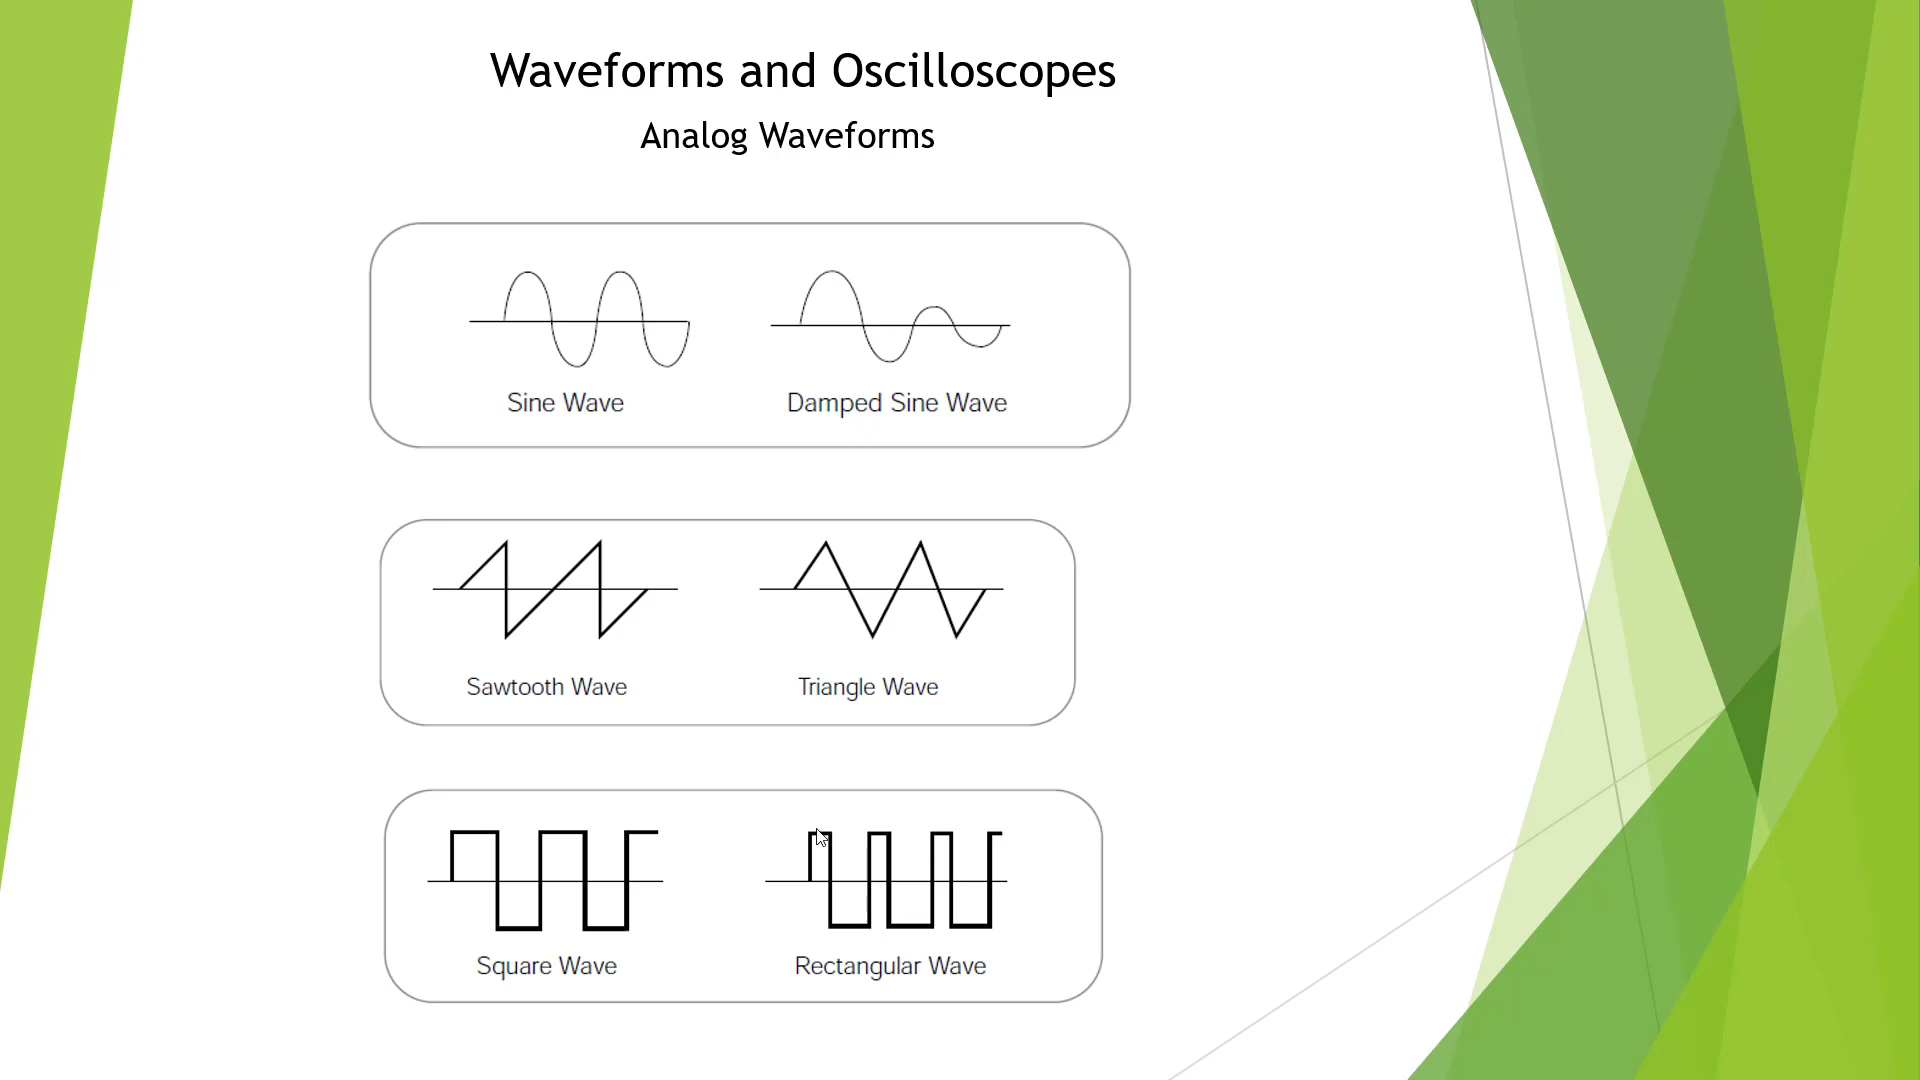 Waveforms and Oscilloscopes
Analog Waveforms
Sine Wave
Damped Sine Wave
Sawtooth Wave
Triangle Wave
Square Wave
Rectangular Wave